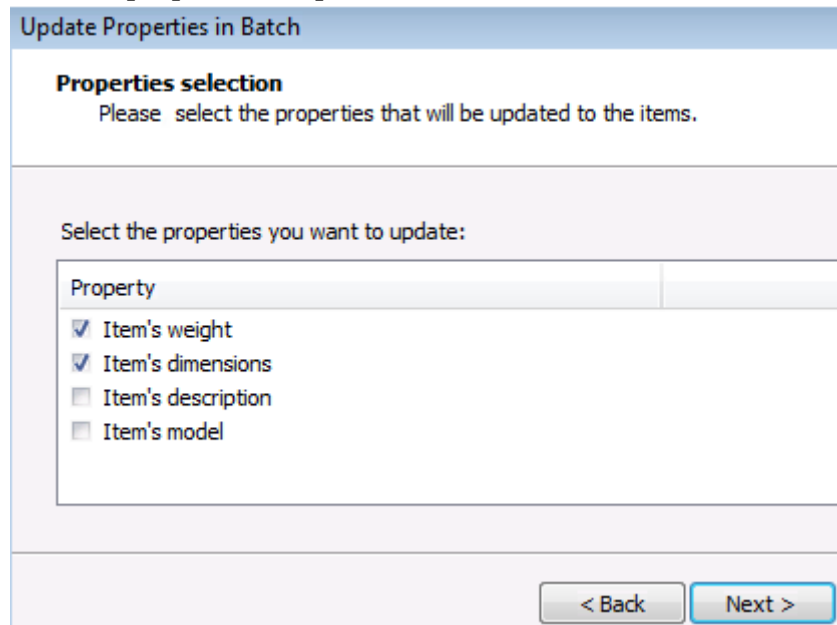 Update Properties in Batch
Properties selection
Please select the properties that will be updated to the items.
Select the properties you want to update:
Property
Item's weight
Item's dimensions
Item's description
Item's model
< Back
Next >